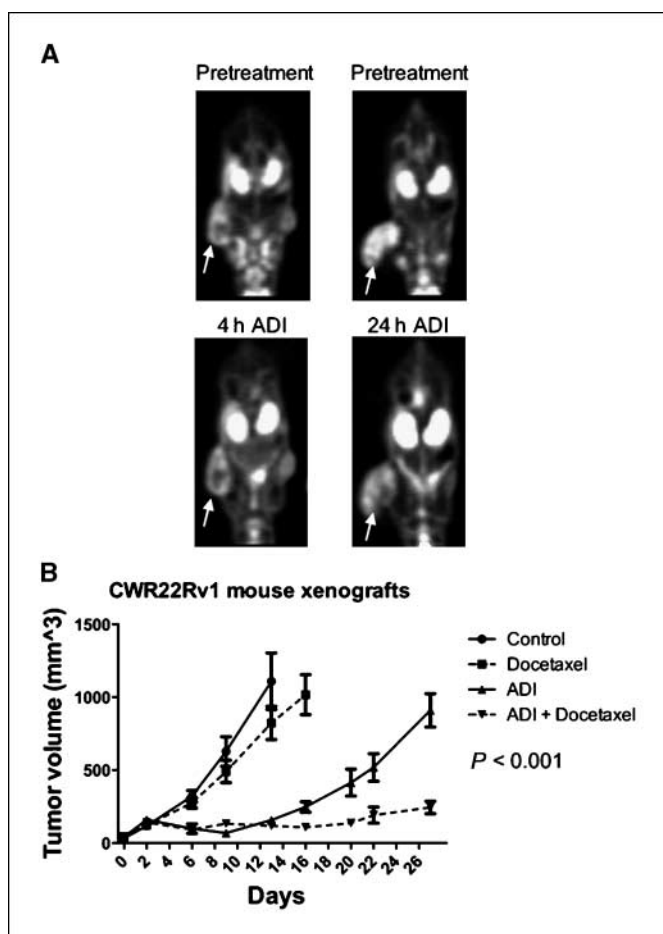 A
Pretreatment Pretreatment
4 h ADI 24 h ADI
B
CWR22Rv1 mouse xenografts
Tumor volume (mm^3)
1500
1000
500
0
0 2 4 6 8 10 12 14 16 18 20 22 24 26
Days
Control
Docetaxel
ADI
ADI + Docetaxel
P < 0.001